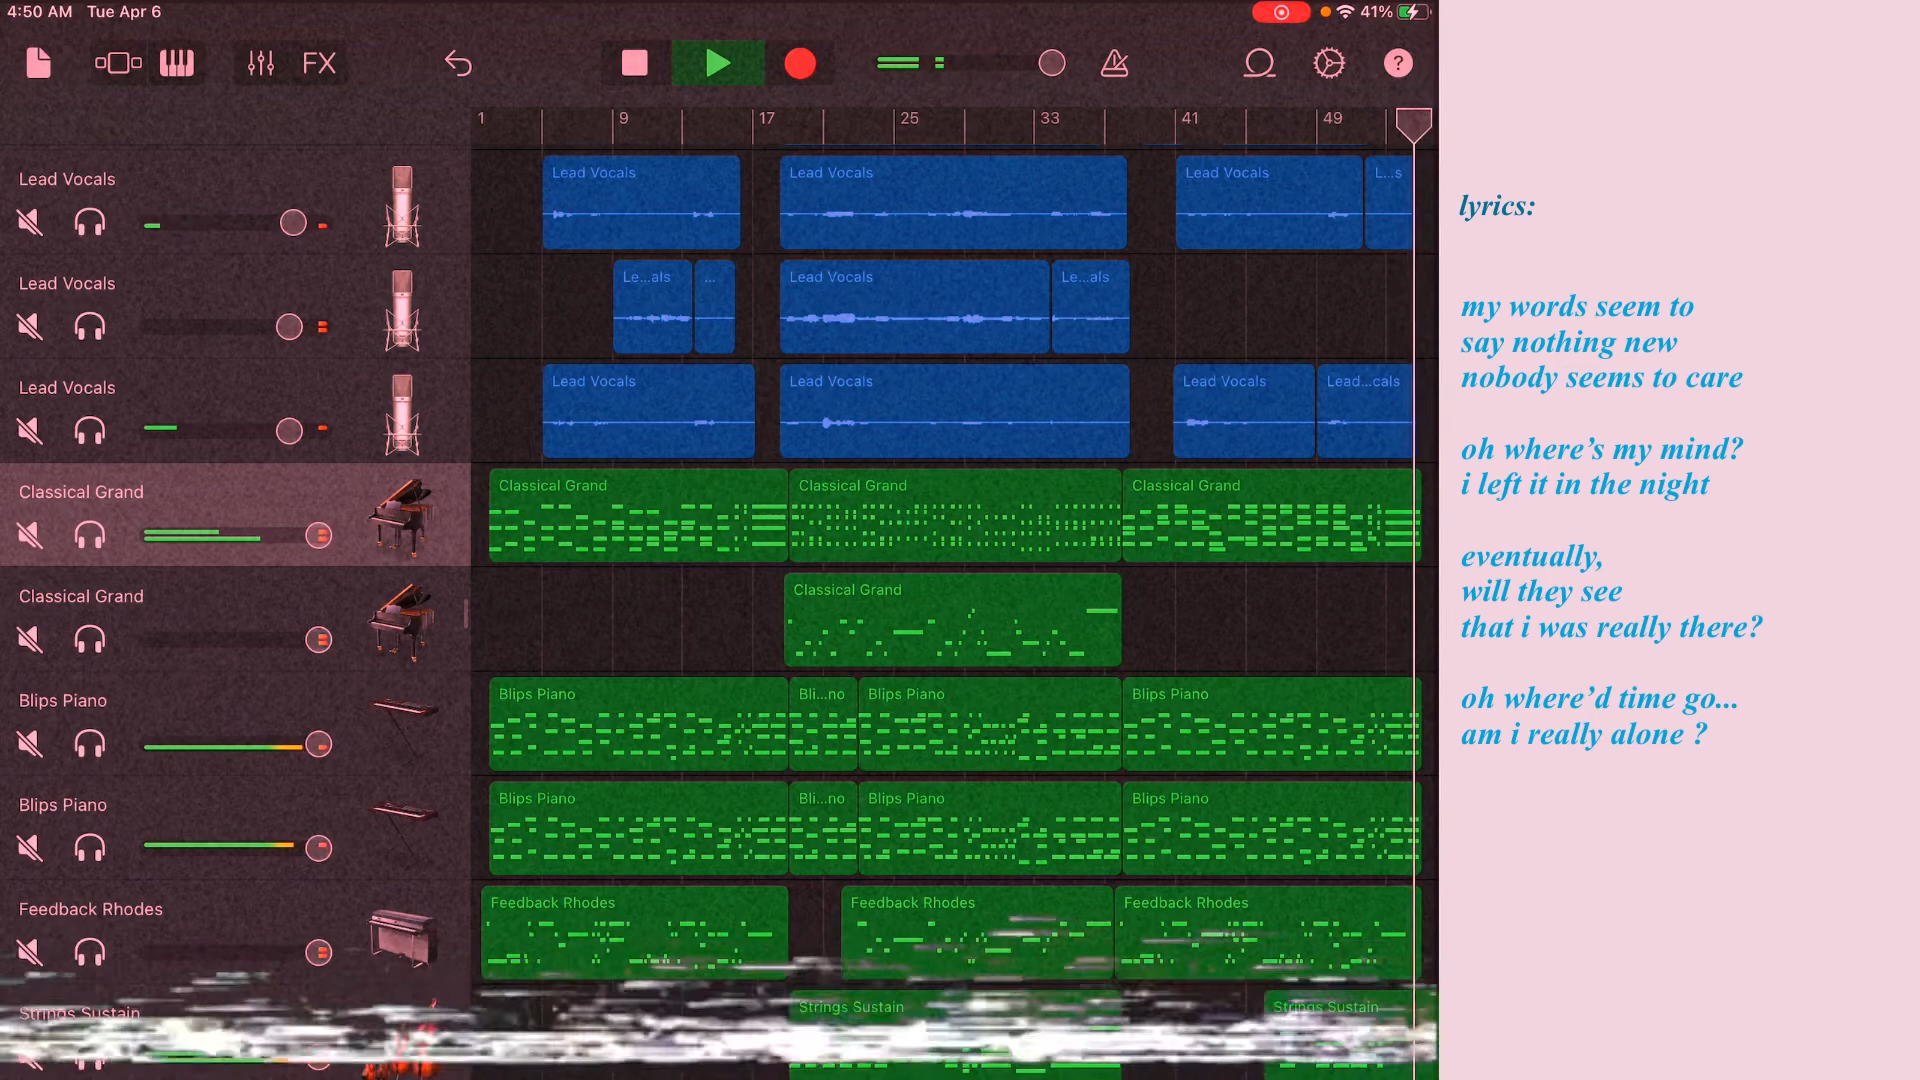 4:50 AM Tue Apr 6
41%
FX
?
1 9 17 25 33 41 49
Lead Vocals
Lead Vocals Lead Vocals Lead Vocals L...s
Lead Vocals
Le...als ... Lead Vocals Le...als
Lead Vocals
Lead Vocals Lead Vocals Lead Vocals Lead...cals
Classical Grand
Classical Grand Classical Grand Classical Grand
Classical Grand
Classical Grand
Blips Piano
Blips Piano Bli...no Blips Piano Blips Piano
Blips Piano
Blips Piano Bli...no Blips Piano Blips Piano
Feedback Rhodes
Feedback Rhodes Feedback Rhodes Feedback Rhodes
Strings Sustain
Strings Sustain Strings Sustain
lyrics:
my words seem to
say nothing new
nobody seems to care
oh where's my mind?
i left it in the night
eventually,
will they see
that i was really there?
oh where'd time go...
am i really alone ?